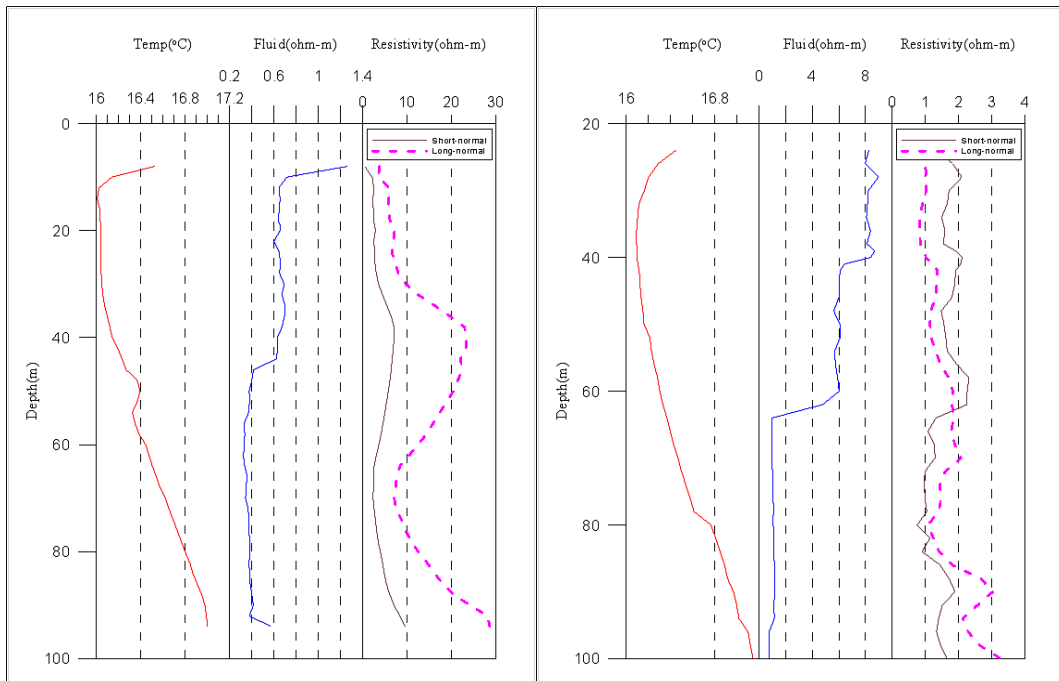 Temp(ºC) Fluid(ohm-m) Resistivity(ohm-m)
0.2 0.6 1 1.4
16 16.4 16.8 17.2 0 10 20 30
Short-normal
Long-normal
0
20
40
60
80
100
Depth(m)
Temp(ºC) Fluid(ohm-m) Resistivity(ohm-m)
0 4 8
16 16.8 0 1 2 3 4
Short-normal
Long-normal
20
40
60
80
100
Depth(m)